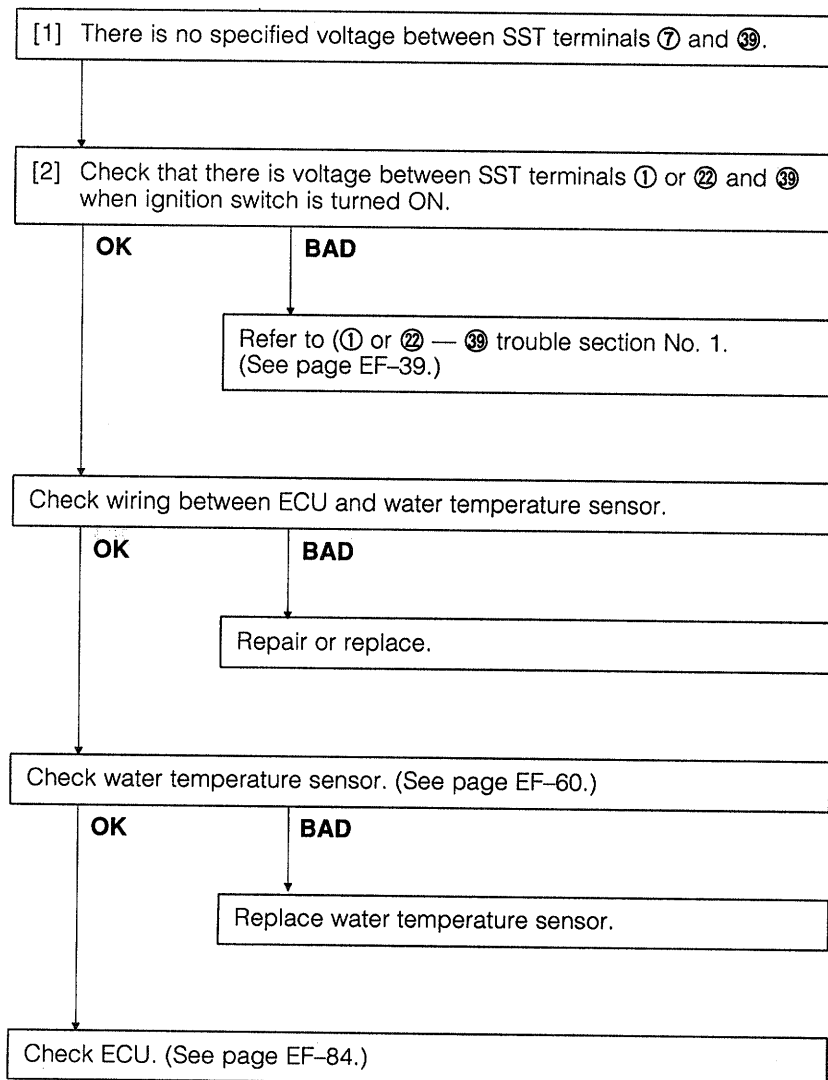 [1] There is no specified voltage between SST terminals ⑦ and ㊴.
[2] Check that there is voltage between SST terminals ① or ㉒ and ㊴
when ignition switch is turned ON.
OK BAD
Refer to (① or ㉒ — ㊴ trouble section No. 1.
(See page EF–39.)
Check wiring between ECU and water temperature sensor.
OK BAD
Repair or replace.
Check water temperature sensor. (See page EF–60.)
OK BAD
Replace water temperature sensor.
Check ECU. (See page EF–84.)